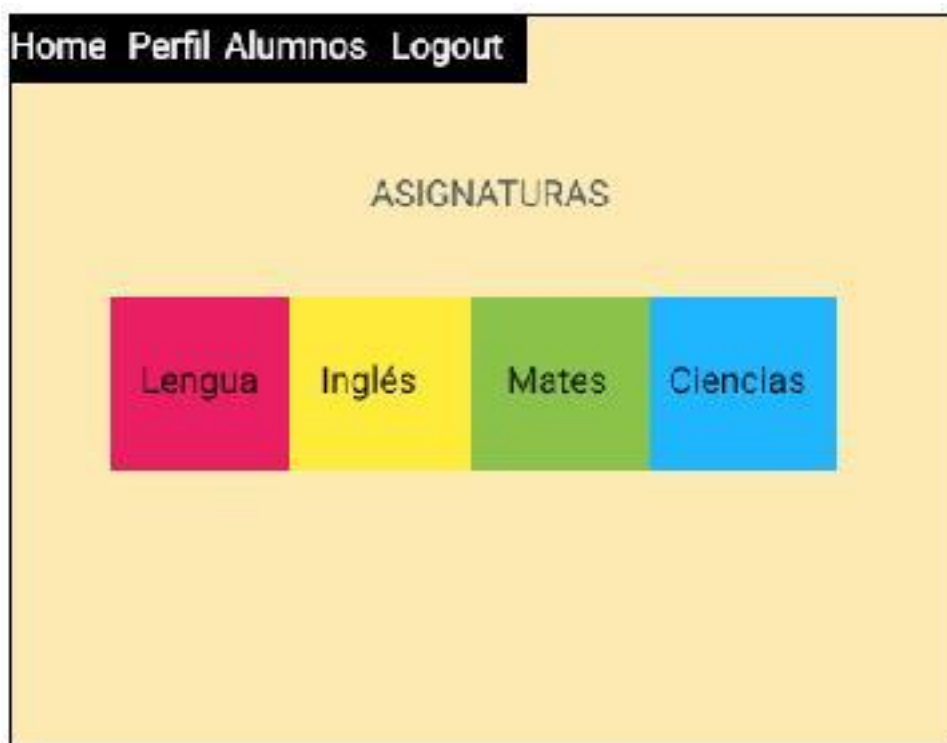 Home Perfil Alumnos Logout
ASIGNATURAS
Lengua Inglés Mates Ciencias